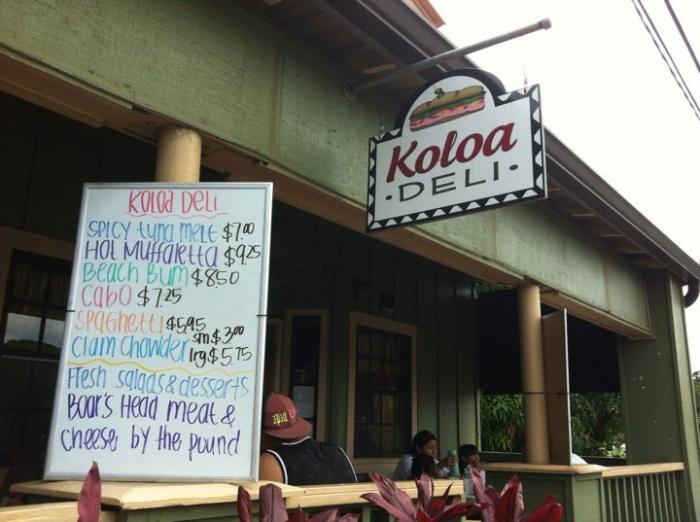 Koloa
DELI
KOLOA DELI
SPICY tuna melt $7.00
HOT MUFFALETTA $9.25
Beach Bum $8.50
CABO $7.25
SPAGHETTI $5.95
Clam Chowder sm $3.00
lrg $5.75
Fresh salads & desserts
BOAR'S Head meat &
cheese, by the pound